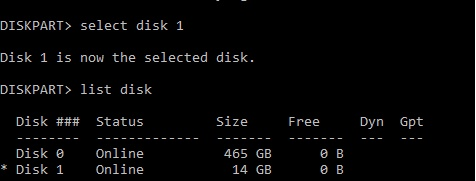 DISKPART> select disk 1
Disk 1 is now the selected disk.
DISKPART> list disk
  Disk ###  Status         Size     Free     Dyn  Gpt
  --------  -------------  -------  -------  ---  ---
  Disk 0    Online          465 GB      0 B
* Disk 1    Online           14 GB      0 B